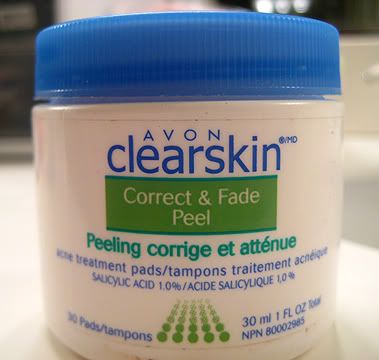 AVON
clearskin®/MD
Correct & Fade
Peel
Peeling corrige et atténue
acne treatment pads/tampons traitement acnéique
SALICYLIC ACID 1.0%/ACIDE SALICYLIQUE 1,0%
30 Pads/tampons
30 ml 1 FL OZ Total
NPN 80002985